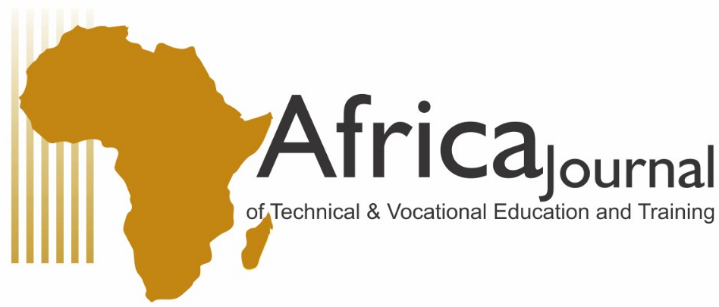 Africa Journal
of Technical & Vocational Education and Training